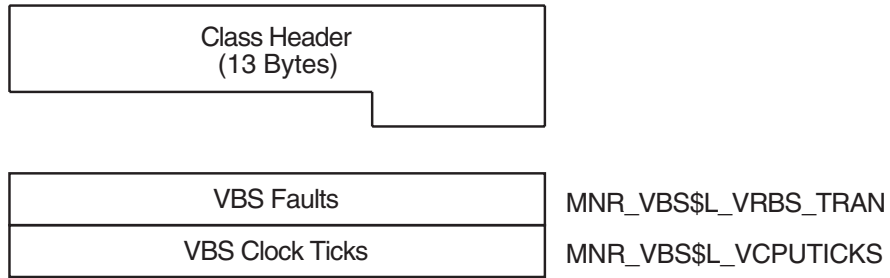 Class Header
(13 Bytes)
VBS Faults MNR_VBS$L_VRBS_TRAN
VBS Clock Ticks MNR_VBS$L_VCPUTICKS